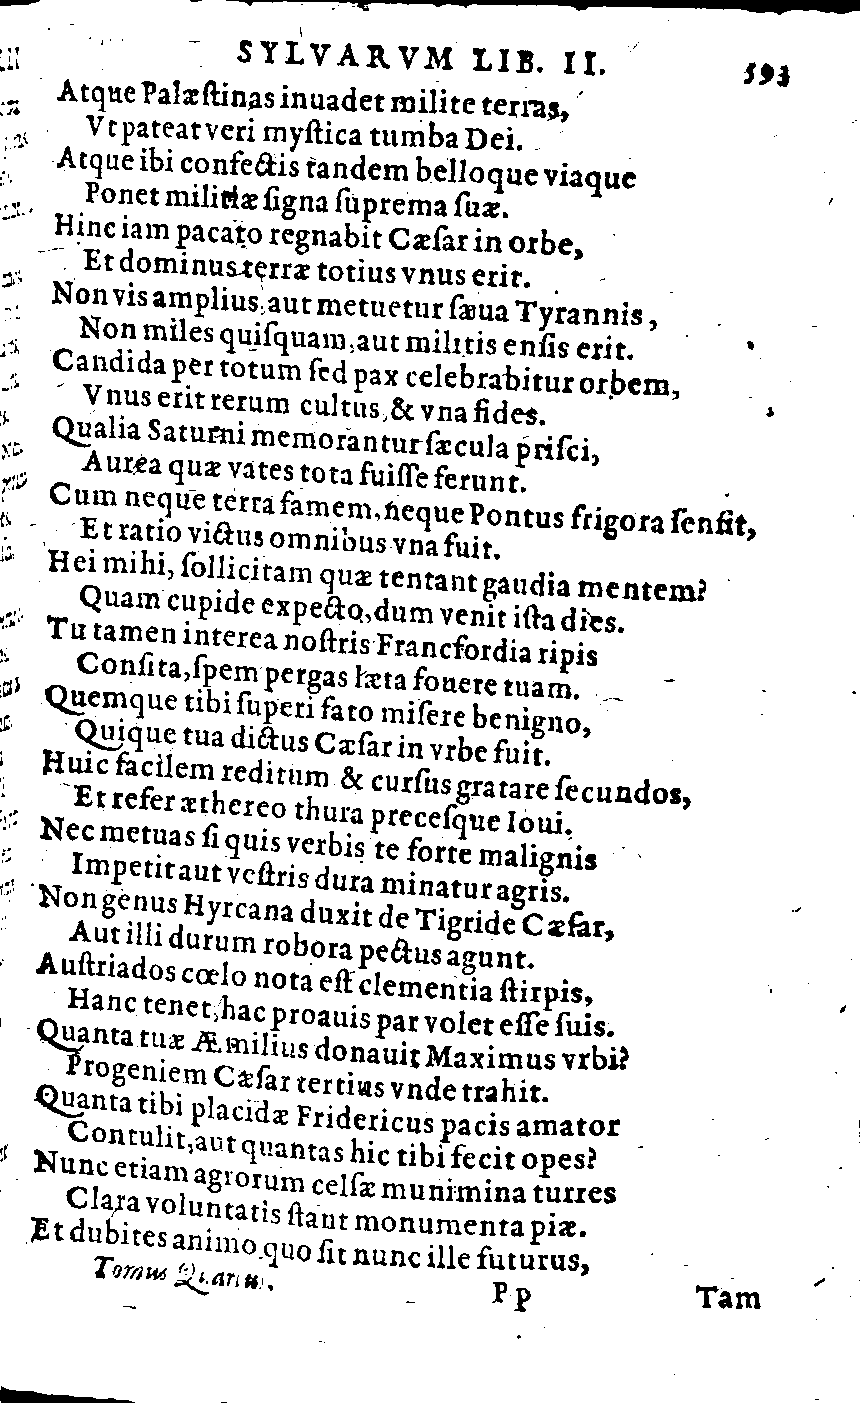 SYLVARVM LIB. II. 593
Atque Palæſtinas inuadet milite terras,
Vt pateat veri myſtica tumba Dei.
Atque ibi confectis tandem belloque viaque
Ponet militiæ ſigna ſuprema ſuæ.
Hinc iam pacato regnabit Cæſar in orbe,
Et dominus terræ totius vnus erit.
Non vis amplius, aut metuetur ſæua Tyrannis,
Non miles quiſquam, aut militis enſis erit.
Candida per totum ſed pax celebrabitur orbem,
Vnus erit rerum cultus, & vna fides.
Qualia Saturni memorantur ſæcula priſci,
Aurea quæ vates tota fuiſſe ferunt.
Cum neque terra famem, neque Pontus frigora ſenſit,
Et ratio victus omnibus vna fuit.
Hei mihi, ſollicitam quæ tentant gaudia mentem?
Quam cupide expecto, dum venit iſta dies.
Tu tamen interea noſtris Francfordia ripis
Conſita, ſpem pergas læta fouere tuam.
Quemque tibi ſuperi fato miſere benigno,
Quique tua dictus Cæſar in vrbe fuit.
Huic facilem reditum & curſus gratare ſecundos,
Et refer æthereo thura preceſque Ioui.
Nec metuas ſi quis verbis te forte malignis
Impetit aut veſtris dura minatur agris.
Non genus Hyrcana duxit de Tigride Cæſar,
Aut illi durum robora pectus agunt.
Auſtriados cœlo nota eſt clementia ſtirpis,
Hanc tenet, hac proauis par volet eſſe ſuis.
Quanta tuæ Æmilius donauit Maximus vrbi?
Progeniem Cæſar tertius vnde trahit.
Quanta tibi placidæ Fridericus pacis amator
Contulit, aut quantas hic tibi fecit opes?
Nunc etiam agrorum celſæ munimina turres
Clara voluntatis ſtant monumenta piæ.
Et dubites animo quo ſit nunc ille futurus,
Tomus Quartu. Pp Tam